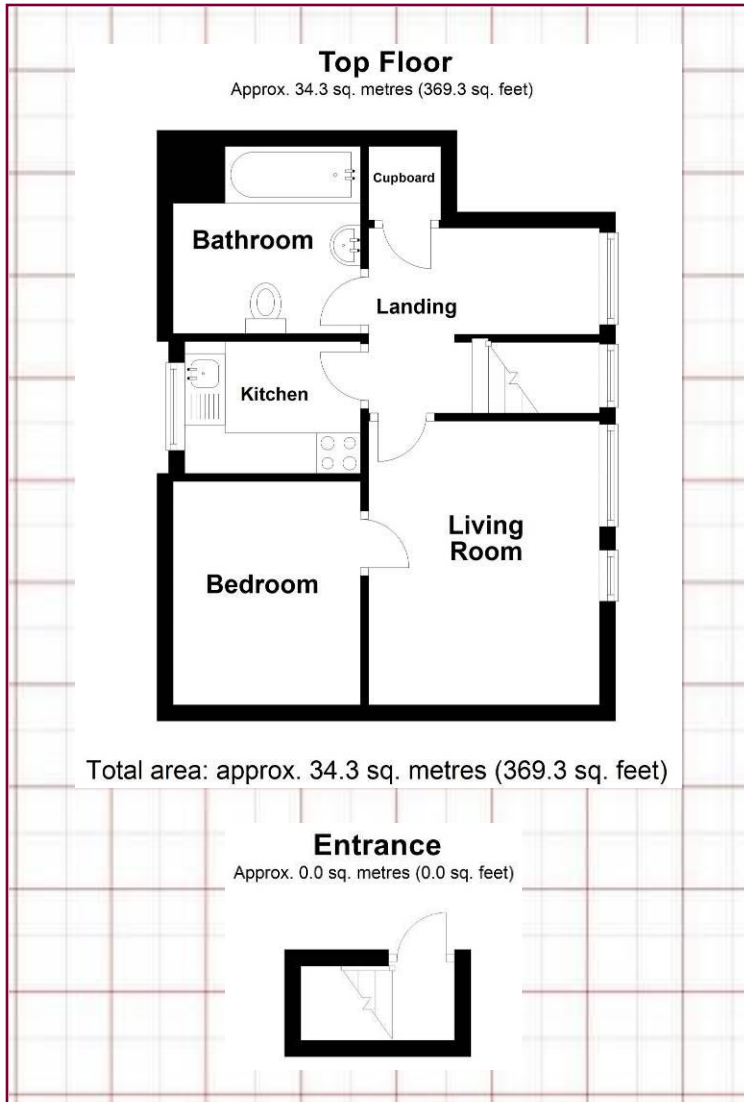 Top Floor
Approx. 34.3 sq. metres (369.3 sq. feet)
Cupboard
Bathroom
Landing
Kitchen
Living
Room
Bedroom
Total area: approx. 34.3 sq. metres (369.3 sq. feet)
Entrance
Approx. 0.0 sq. metres (0.0 sq. feet)